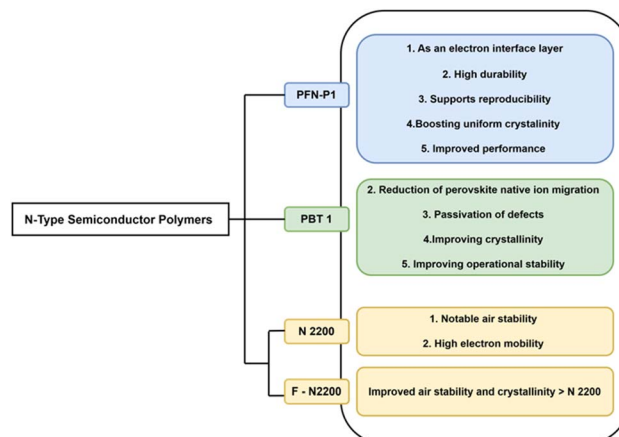 N-Type Semiconductor Polymers
PFN-P1
1. As an electron interface layer
2. High durability
3. Supports reproducibility
4.Boosting uniform crystalinity
5. Improved performance
PBT 1
2. Reduction of perovskite native ion migration
3. Passivation of defects
4.Improving crystallinity
5. Improving operational stability
N 2200
1. Notable air stability
2. High electron mobility
F - N2200
Improved air stability and crystallinity > N 2200